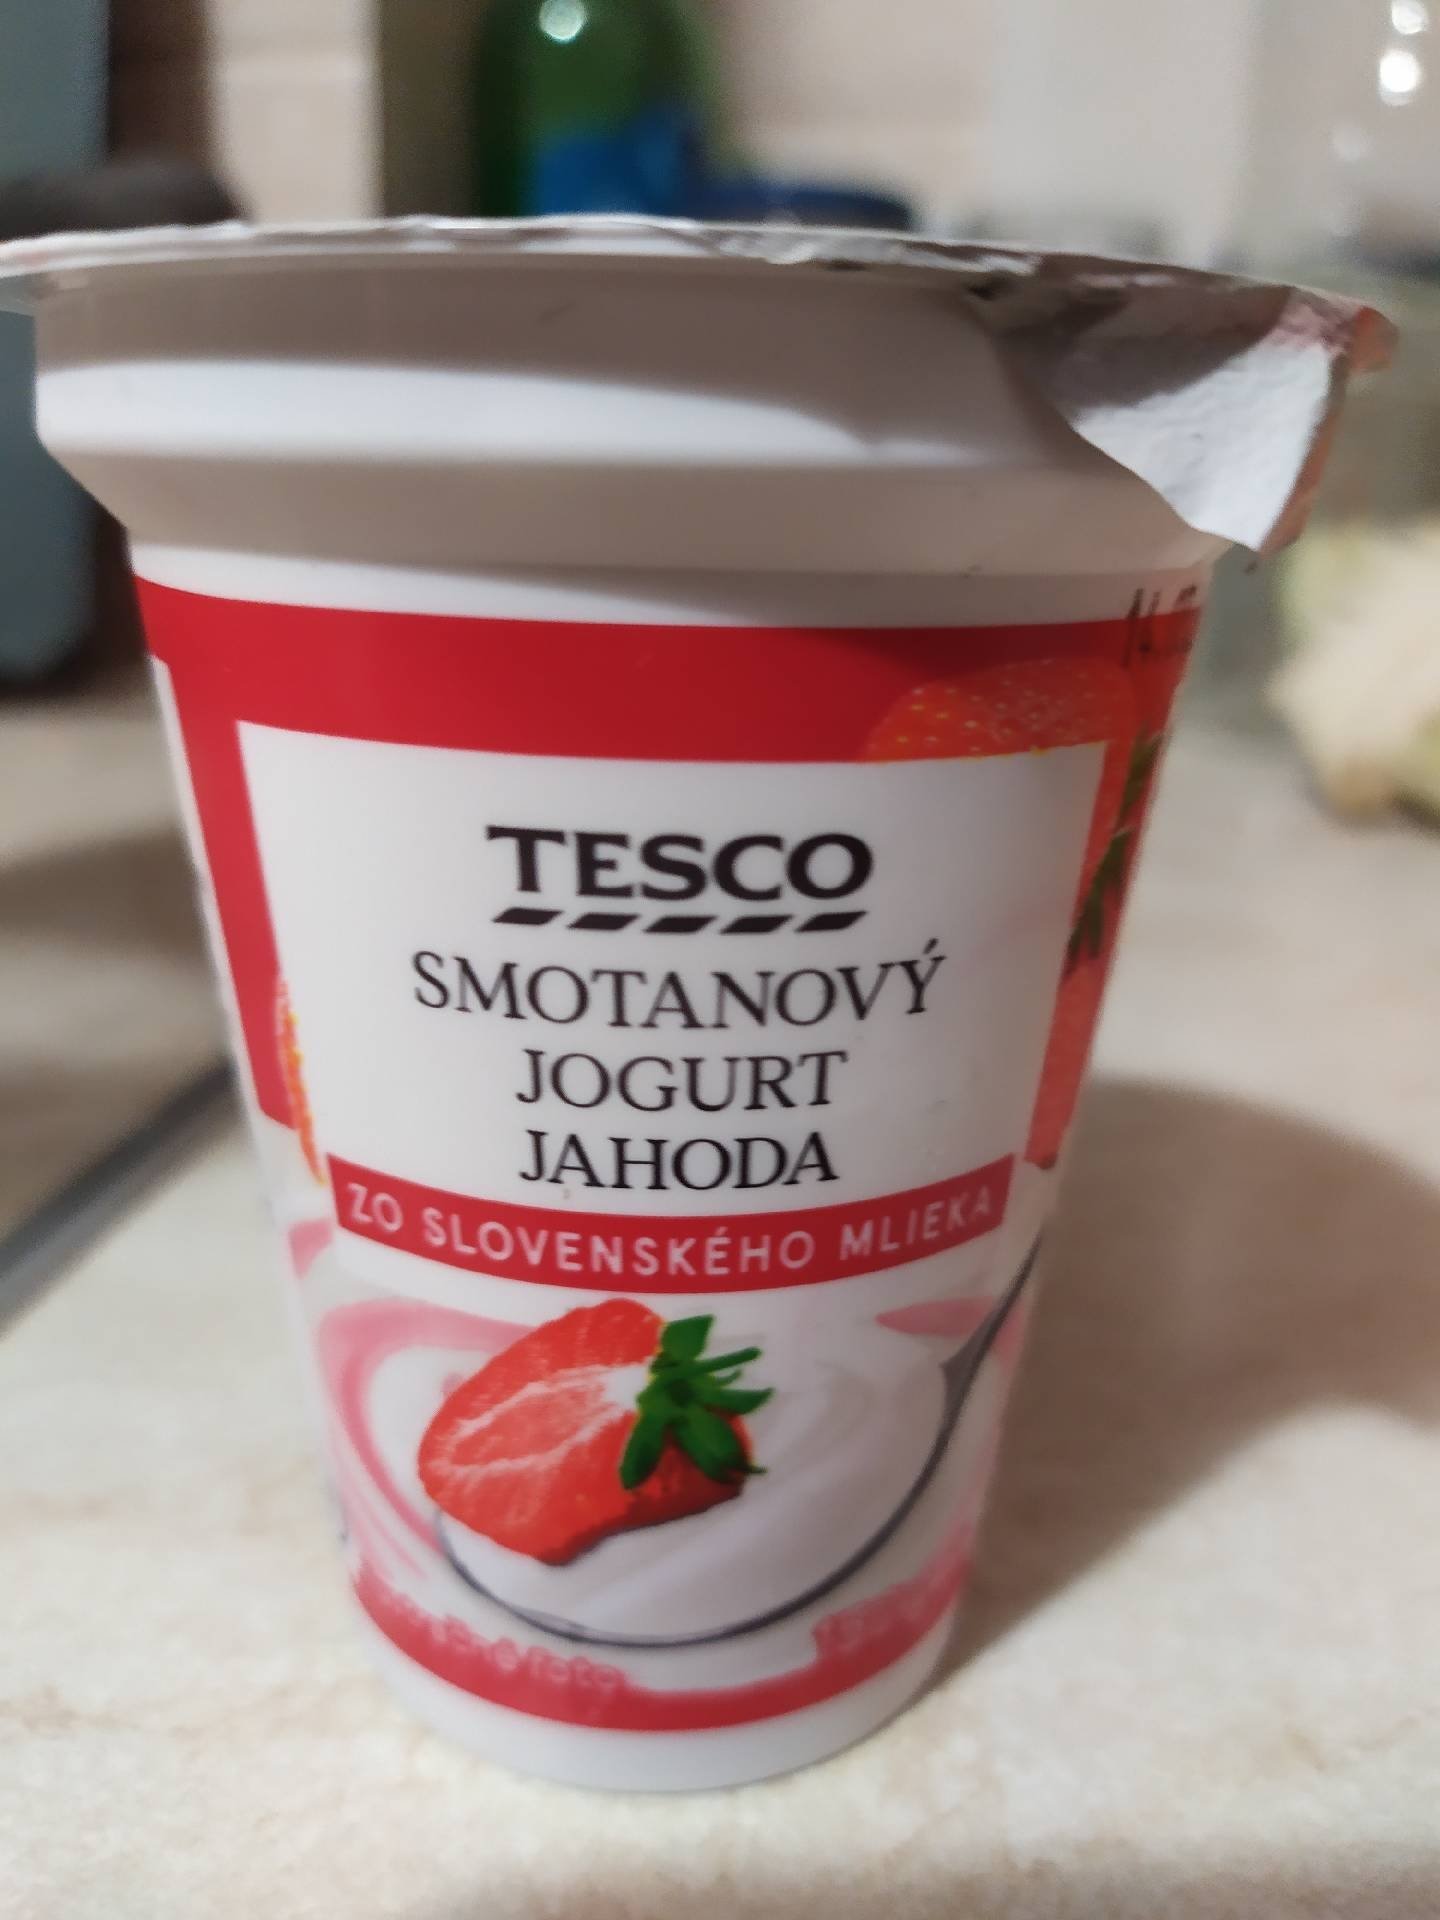 TESCO
SMOTANOVÝ
JOGURT
JAHODA
ZO SLOVENSKÉHO MLIEKA